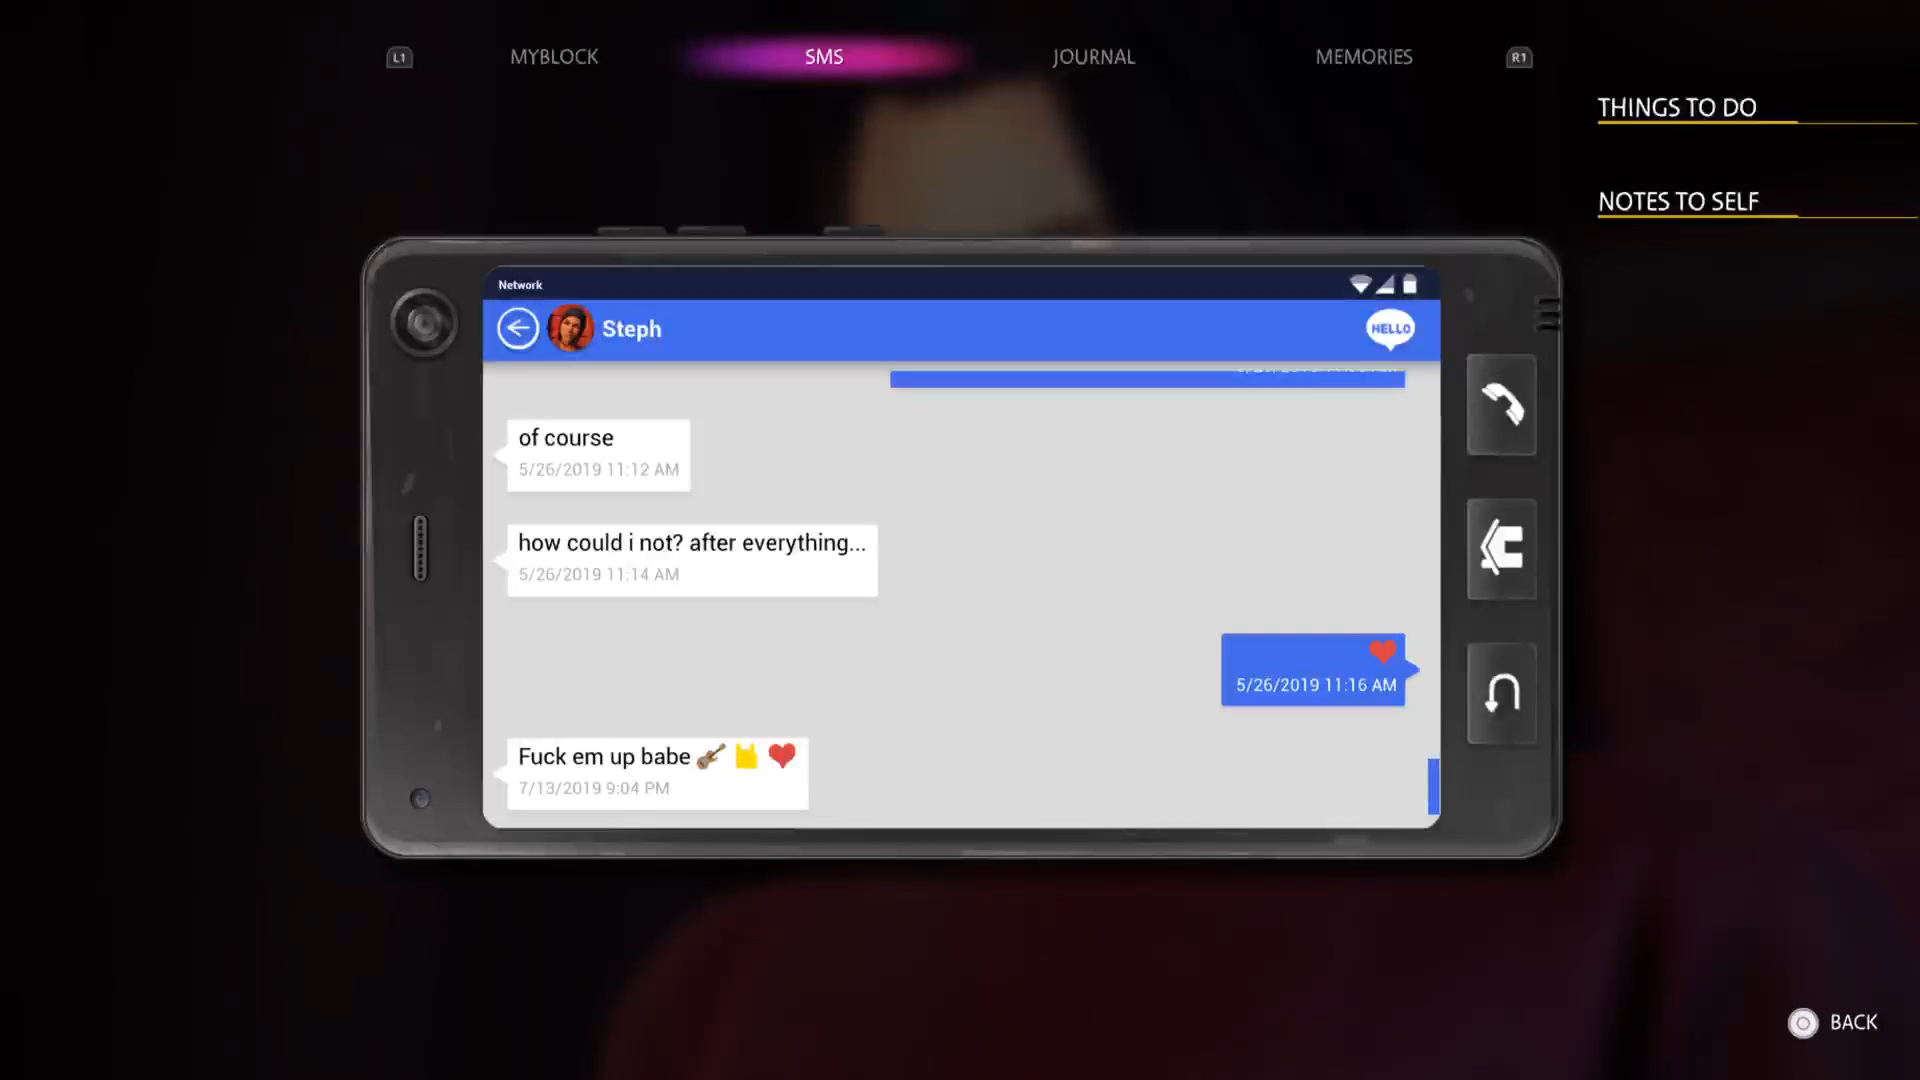 L1
MYBLOCK
SMS
JOURNAL
MEMORIES
R1
THINGS TO DO
NOTES TO SELF
Network
Steph
HELLO
of course
5/26/2019 11:12 AM
how could i not? after everything...
5/26/2019 11:14 AM
❤
5/26/2019 11:16 AM
Fuck em up babe 🎸 🎽 ❤
7/13/2019 9:04 PM
BACK